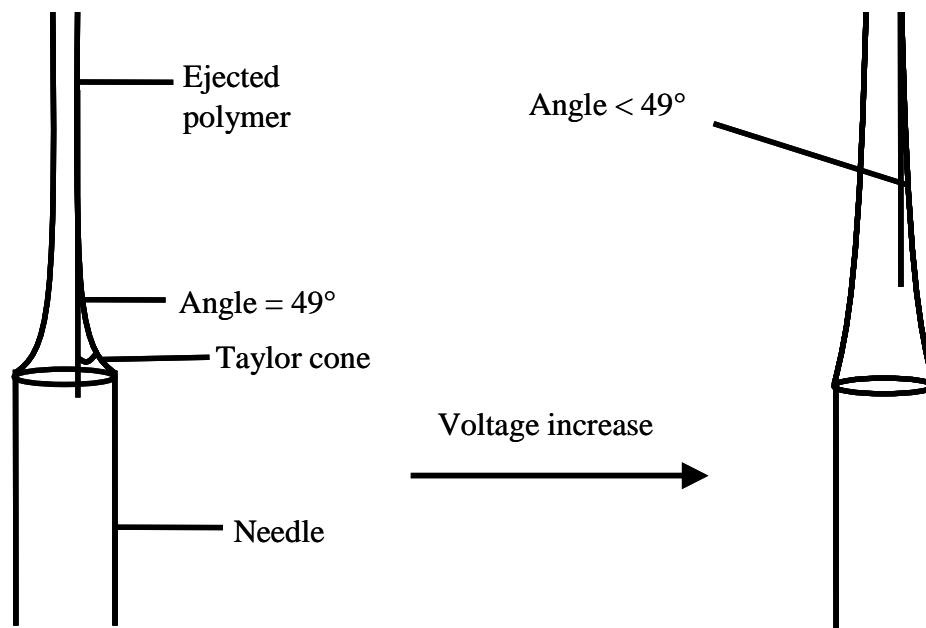 Ejected
polymer
Angle < 49°
Angle = 49°
Taylor cone
Voltage increase
Needle